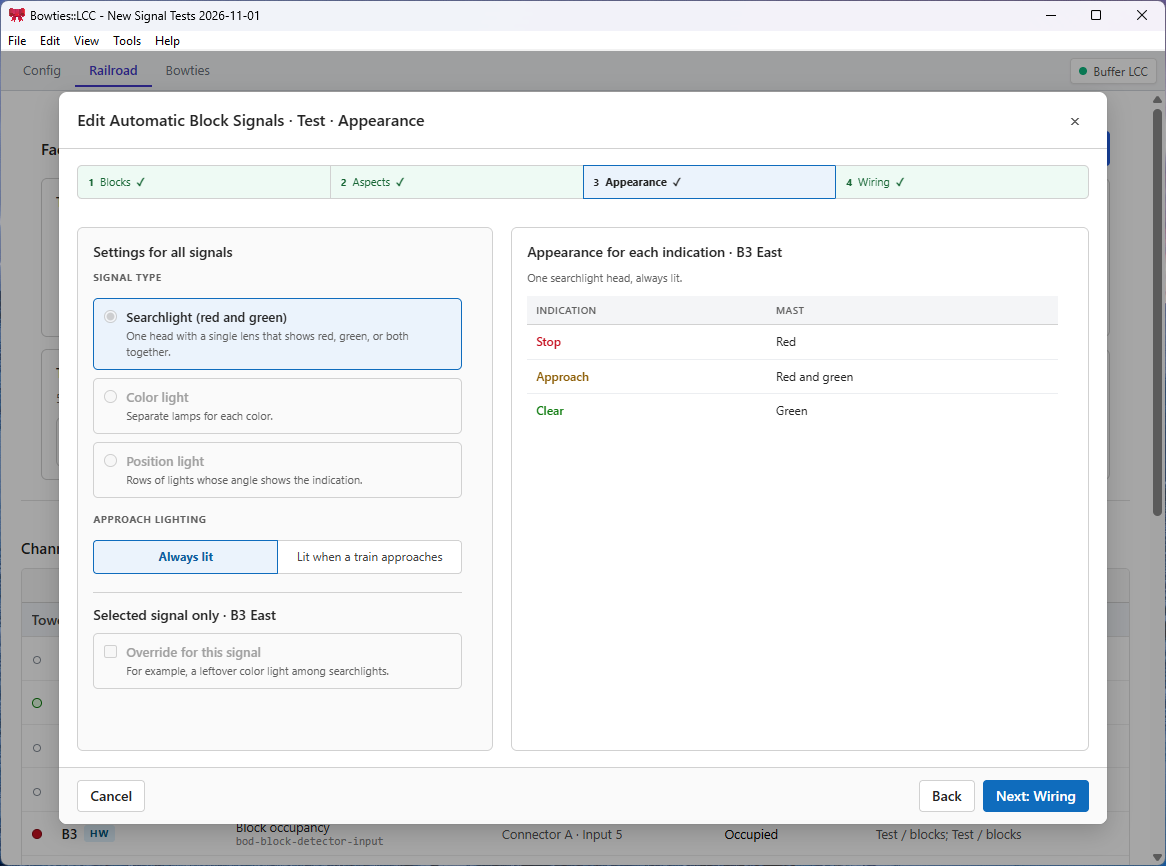 Bowties::LCC - New Signal Tests 2026-11-01
File Edit View Tools Help
Config Railroad Bowties
Buffer LCC
Edit Automatic Block Signals · Test · Appearance
×
1 Blocks ✓
2 Aspects ✓
3 Appearance ✓
4 Wiring ✓
Settings for all signals
SIGNAL TYPE
Searchlight (red and green)
One head with a single lens that shows red, green, or both
together.
Color light
Separate lamps for each color.
Position light
Rows of lights whose angle shows the indication.
APPROACH LIGHTING
Always lit
Lit when a train approaches
Selected signal only · B3 East
Override for this signal
For example, a leftover color light among searchlights.
Appearance for each indication · B3 East
One searchlight head, always lit.
INDICATION MAST
Stop Red
Approach Red and green
Clear Green
Cancel
Back
Next: Wiring
B3 HW
Block occupancy
bod-block-detector-input
Connector A · Input 5
Occupied
Test / blocks; Test / blocks